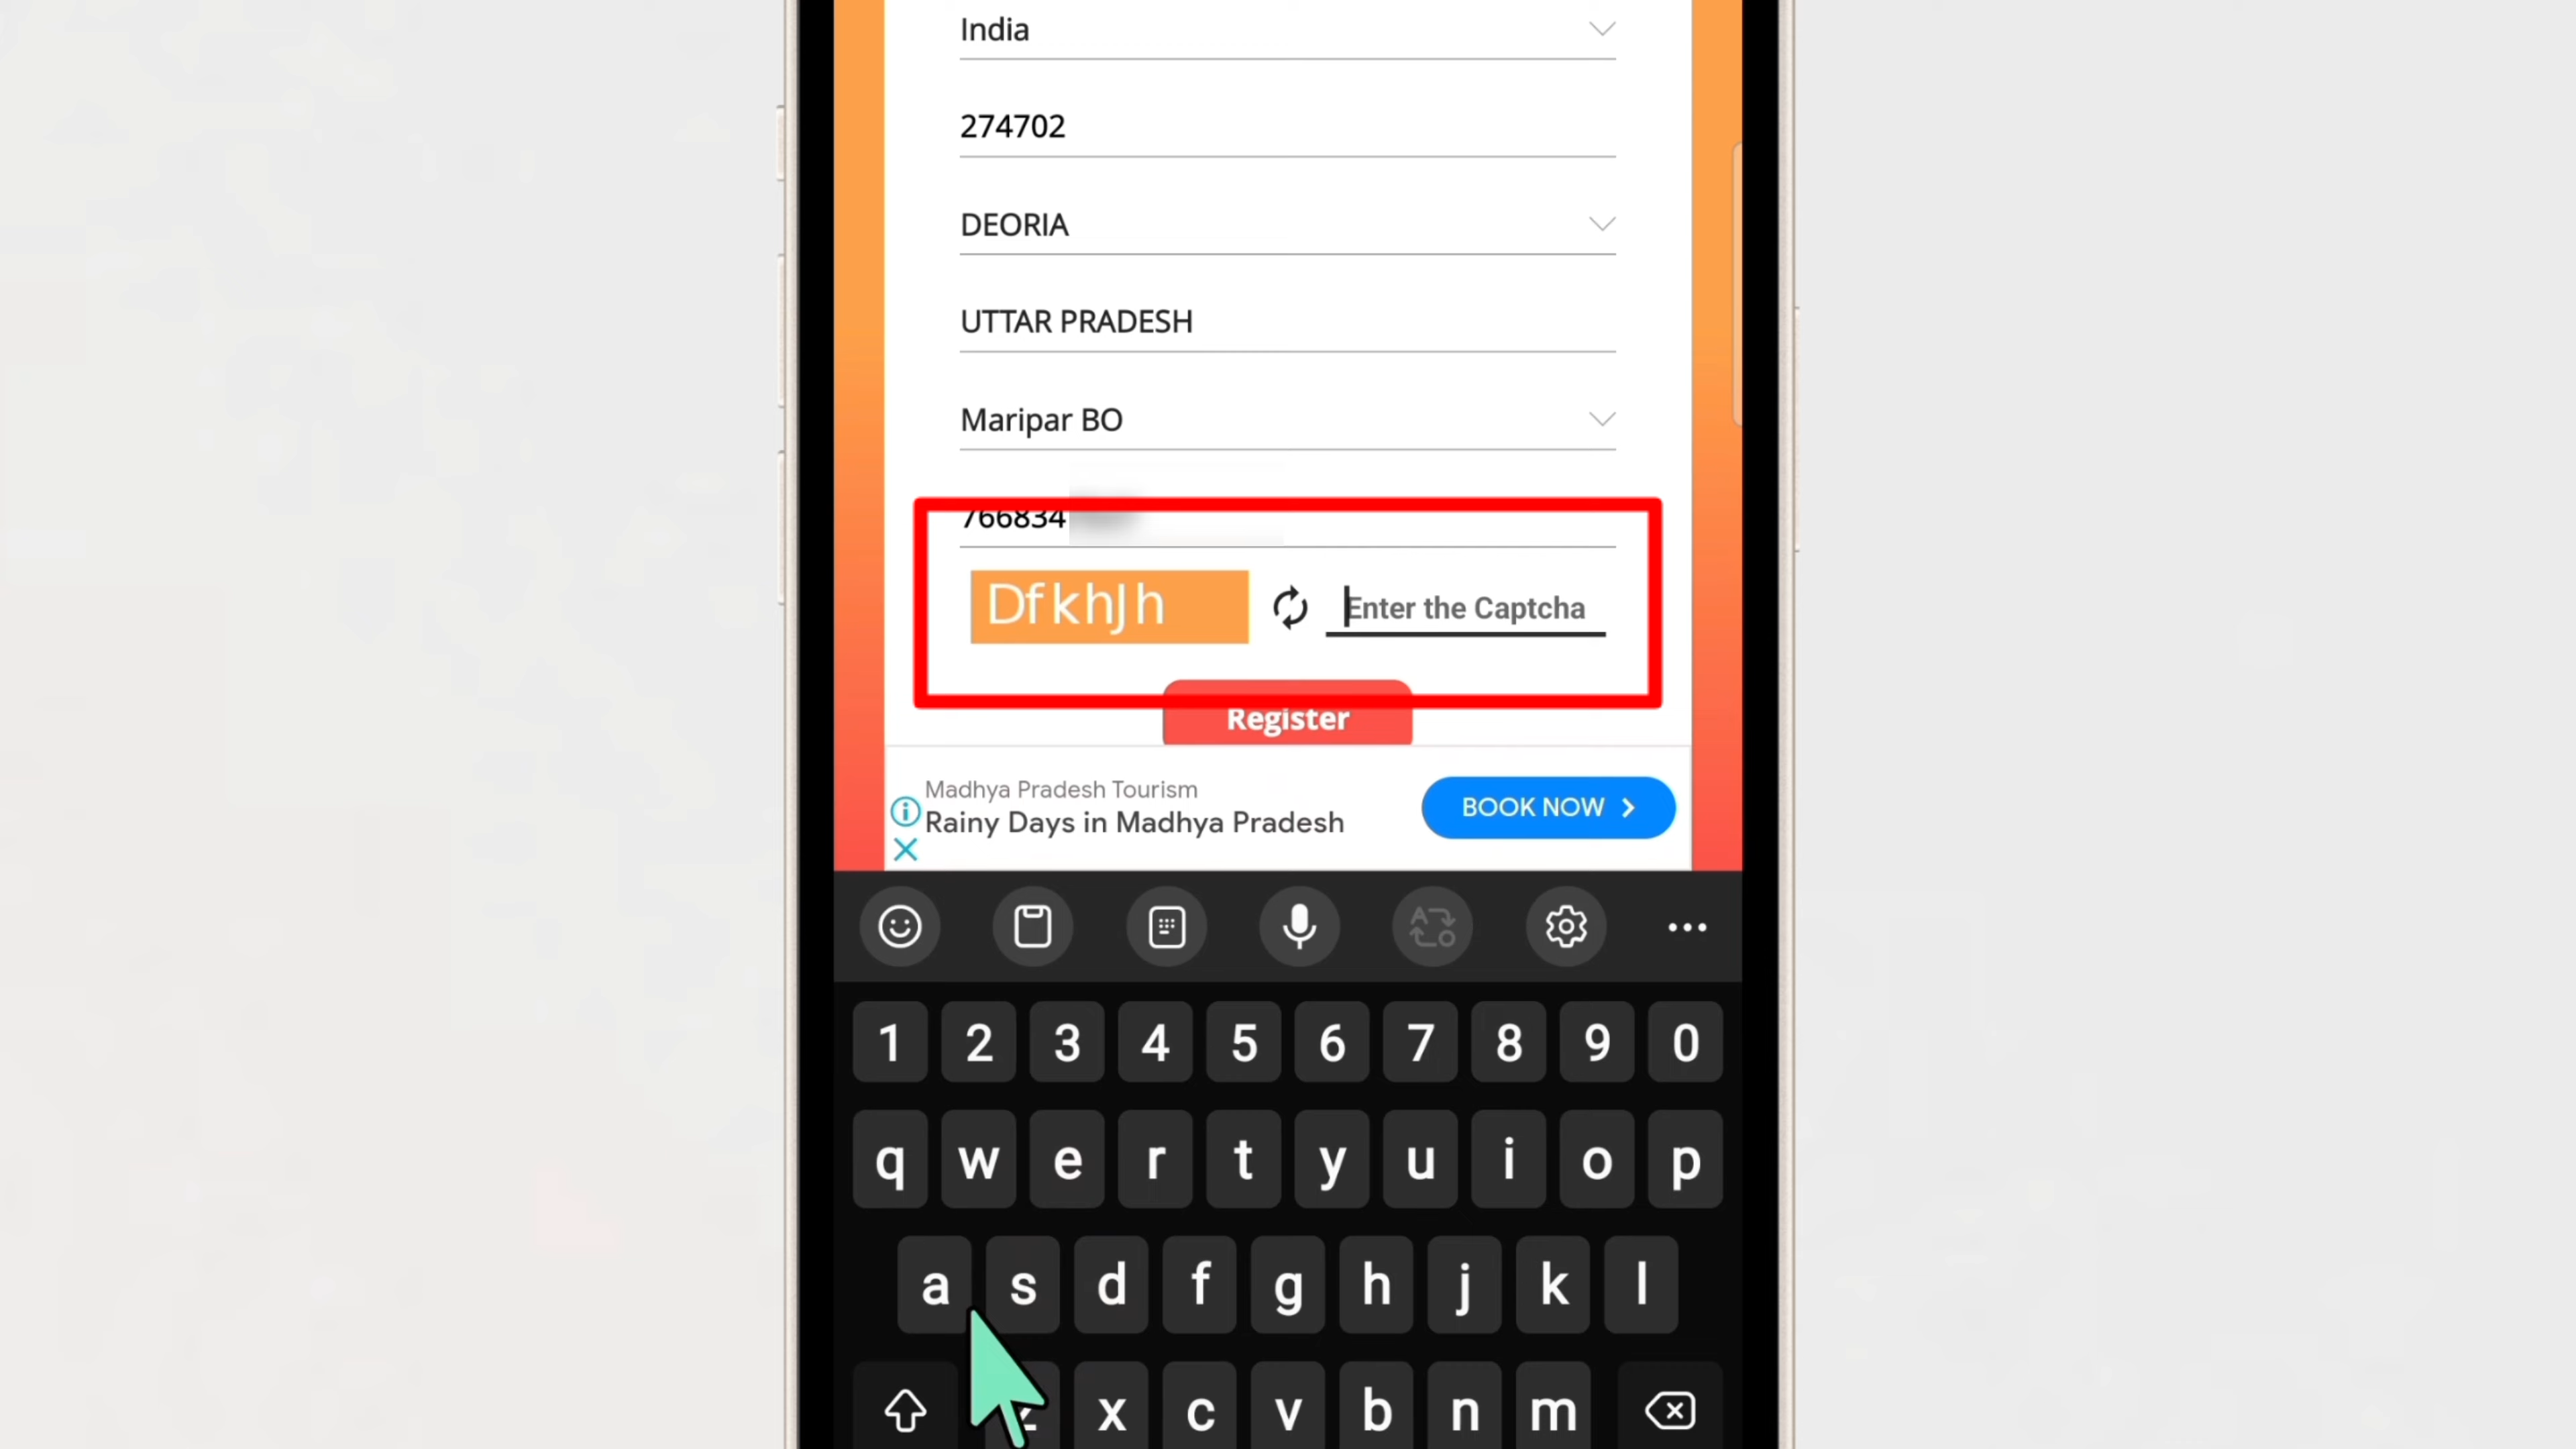 India
274702
DEORIA
UTTAR PRADESH
Maripar BO
766834
DfkhJh
Enter the Captcha
Register
Madhya Pradesh Tourism
Rainy Days in Madhya Pradesh
BOOK NOW
1 2 3 4 5 6 7 8 9 0
q w e r t y u i o p
a s d f g h j k l
z x c v b n m